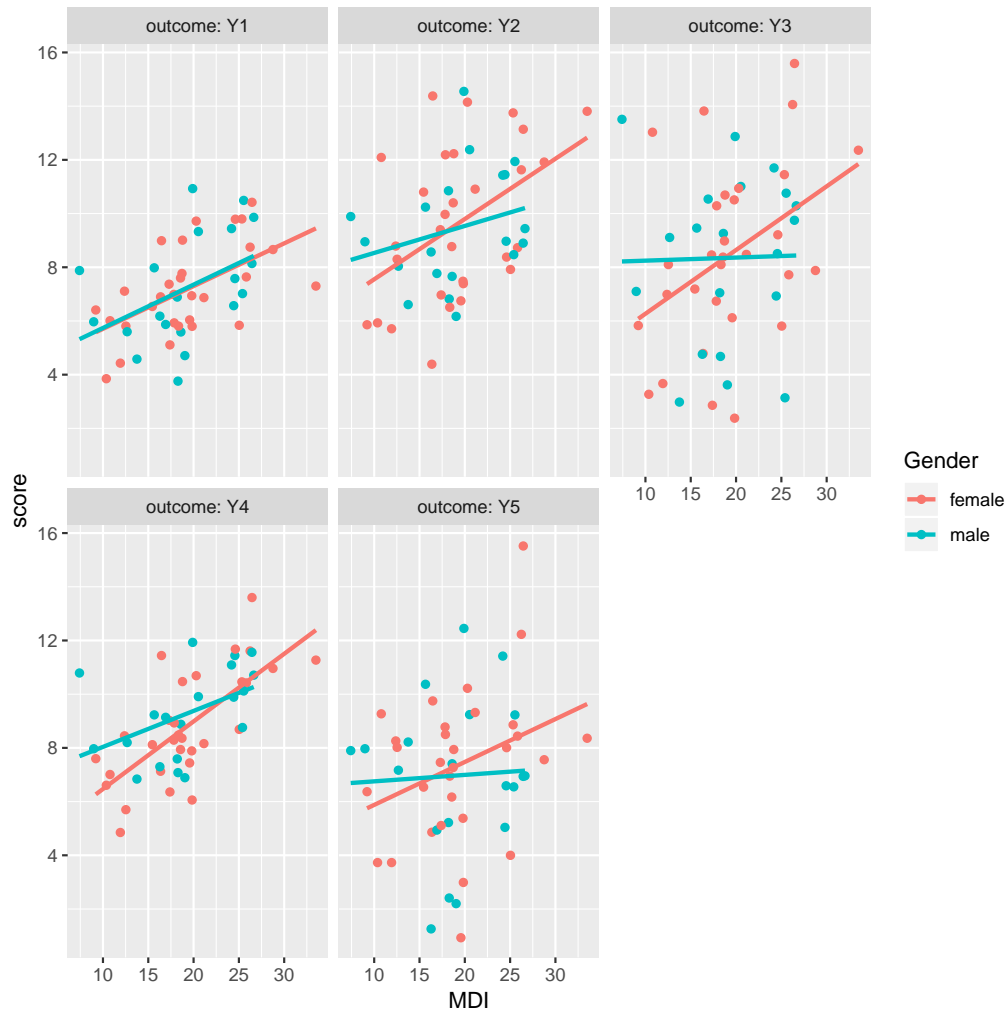 outcome: Y1
outcome: Y2
outcome: Y3
16
12
8
4
10 15 20 25 30
outcome: Y4
outcome: Y5
16
12
8
4
10 15 20 25 30
10 15 20 25 30
score
MDI
Gender
female
male